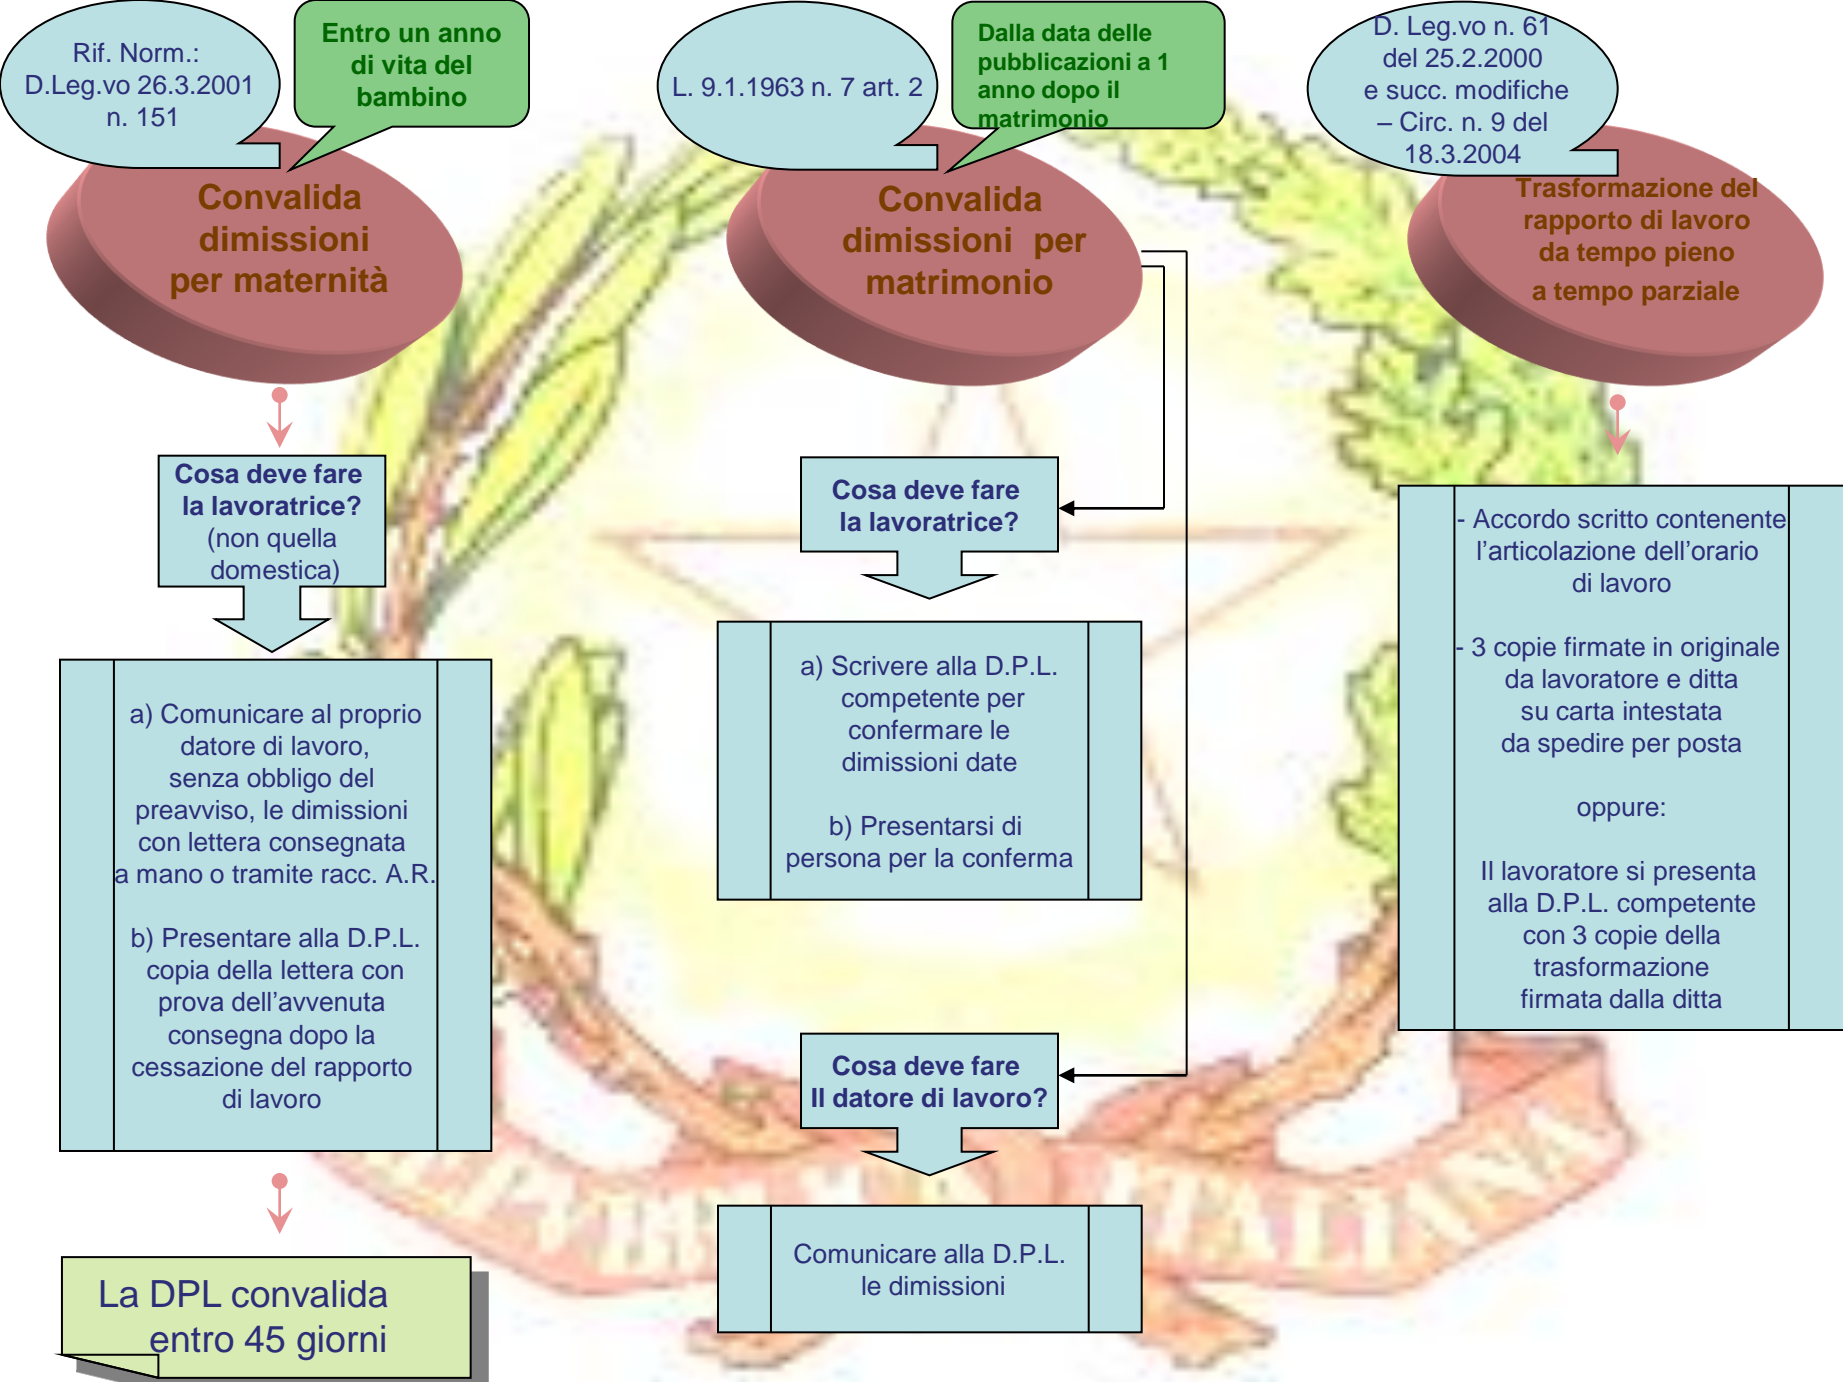 Rif. Norm.:
D.Leg.vo 26.3.2001
n. 151
Entro un anno
di vita del
bambino
Convalida
dimissioni
per maternità
Cosa deve fare
la lavoratrice?
(non quella
domestica)
a) Comunicare al proprio
datore di lavoro,
senza obbligo del
preavviso, le dimissioni
con lettera consegnata
a mano o tramite racc. A.R.
b) Presentare alla D.P.L.
copia della lettera con
prova dell’avvenuta
consegna dopo la
cessazione del rapporto
di lavoro
La DPL convalida
entro 45 giorni
L. 9.1.1963 n. 7 art. 2
Dalla data delle
pubblicazioni a 1
anno dopo il
matrimonio
Convalida
dimissioni per
matrimonio
Cosa deve fare
la lavoratrice?
a) Scrivere alla D.P.L.
competente per
confermare le
dimissioni date
b) Presentarsi di
persona per la conferma
Cosa deve fare
Il datore di lavoro?
Comunicare alla D.P.L.
le dimissioni
D. Leg.vo n. 61
del 25.2.2000
e succ. modifiche
– Circ. n. 9 del
18.3.2004
Trasformazione del
rapporto di lavoro
da tempo pieno
a tempo parziale
- Accordo scritto contenente
l’articolazione dell’orario
di lavoro
- 3 copie firmate in originale
da lavoratore e ditta
su carta intestata
da spedire per posta
oppure:
Il lavoratore si presenta
alla D.P.L. competente
con 3 copie della
trasformazione
firmata dalla ditta